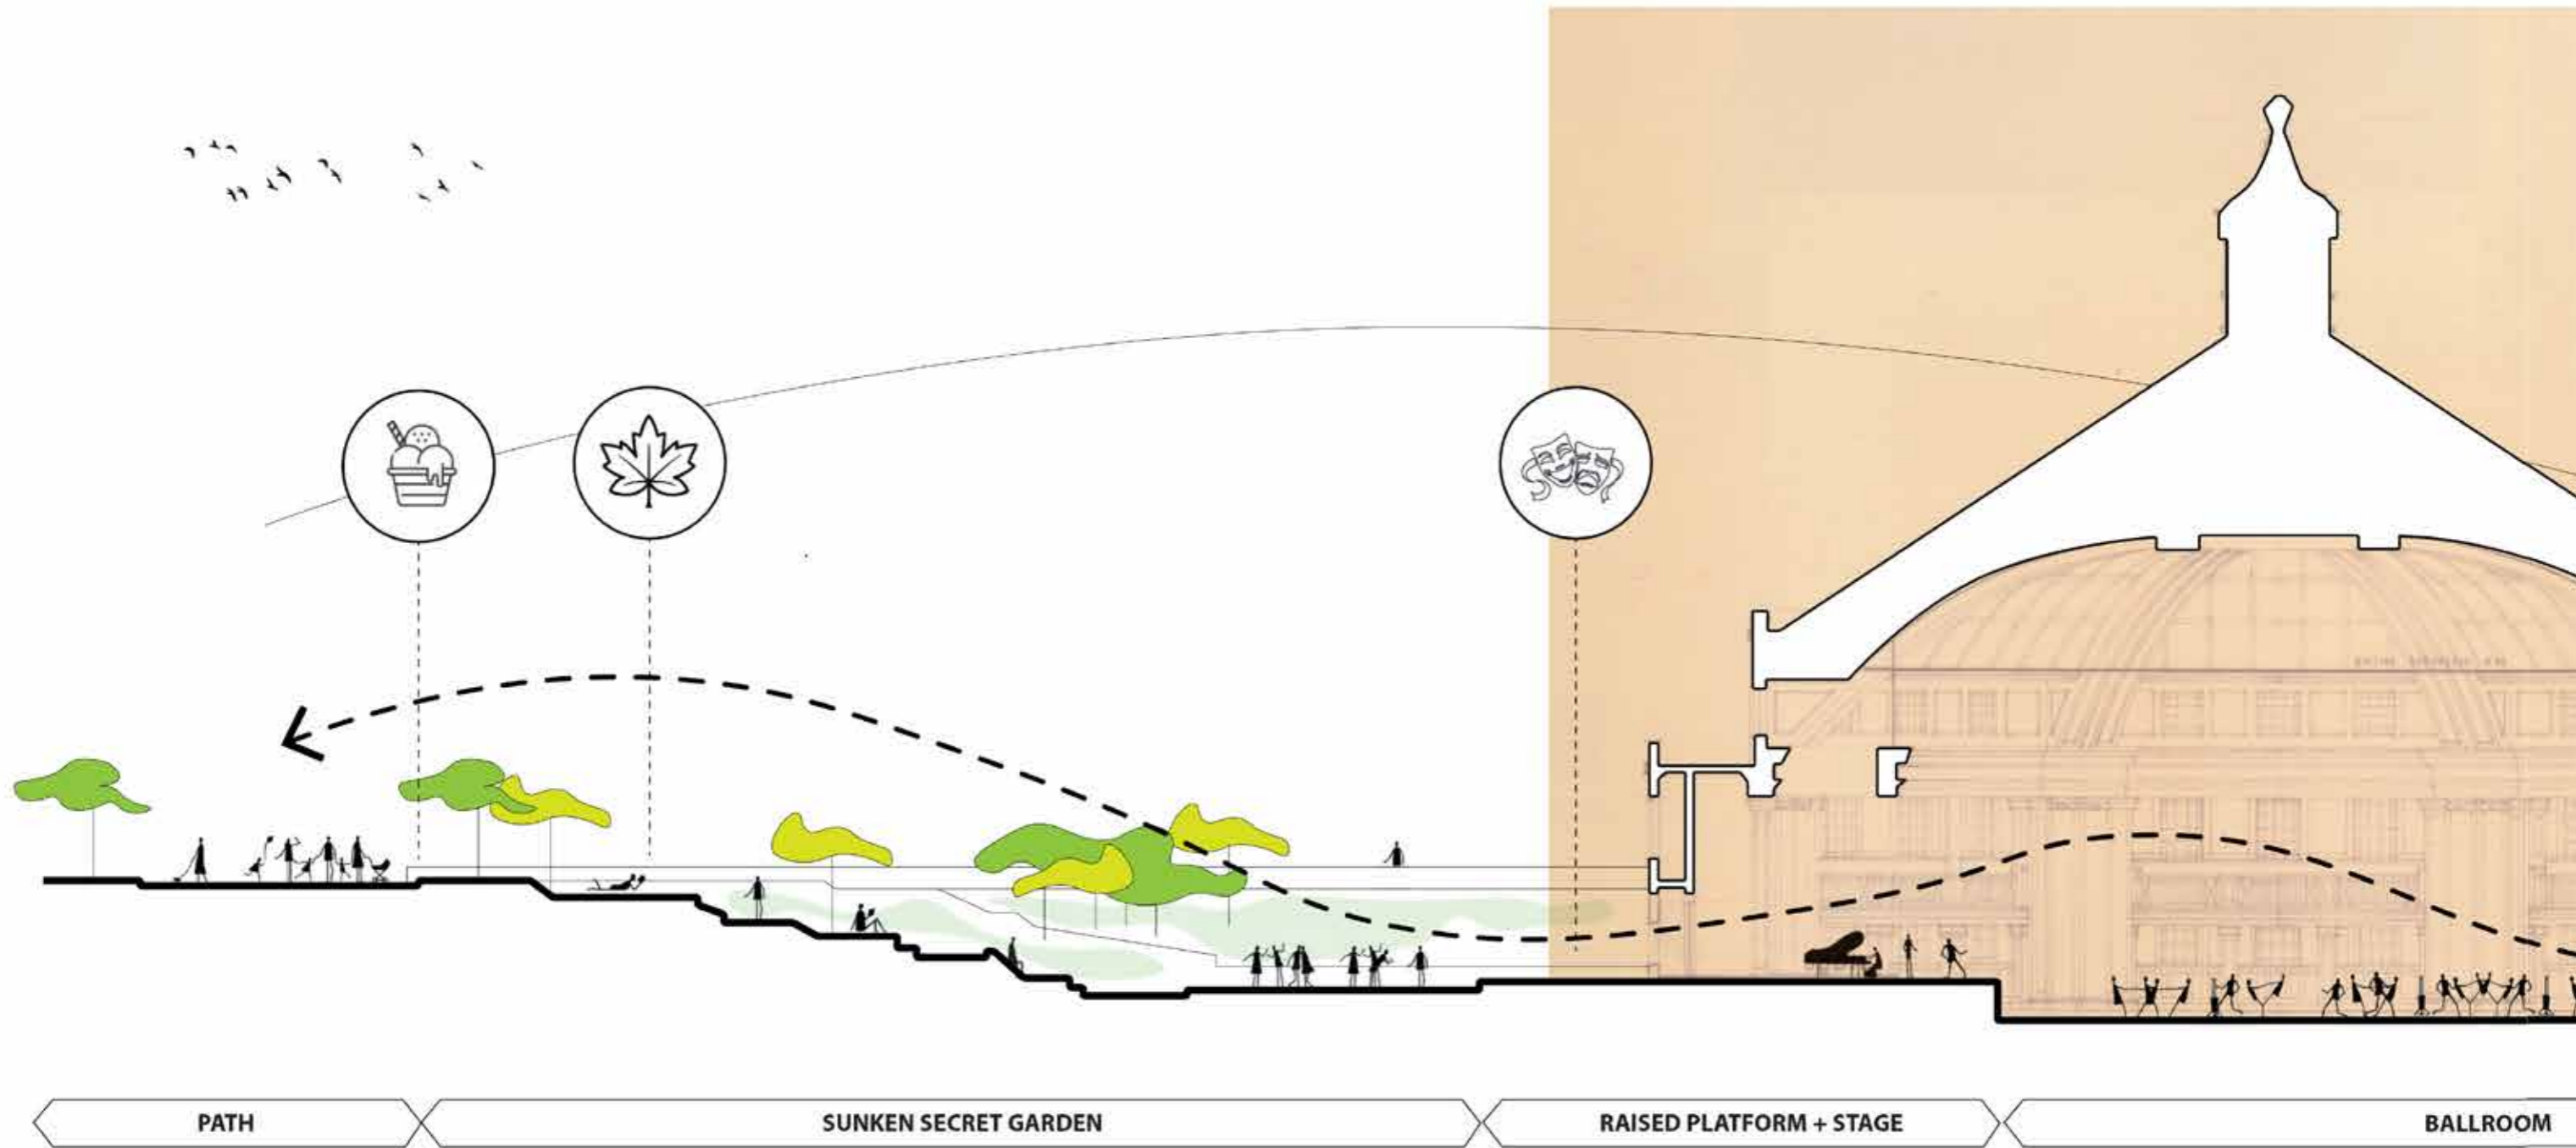 PATH
SUNKEN SECRET GARDEN
RAISED PLATFORM + STAGE
BALLROOM